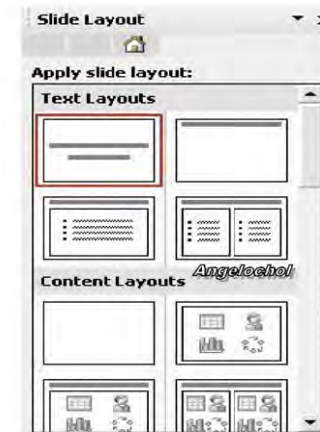 Slide Layout
Apply slide layout:
Text Layouts
Angelochol
Content Layouts